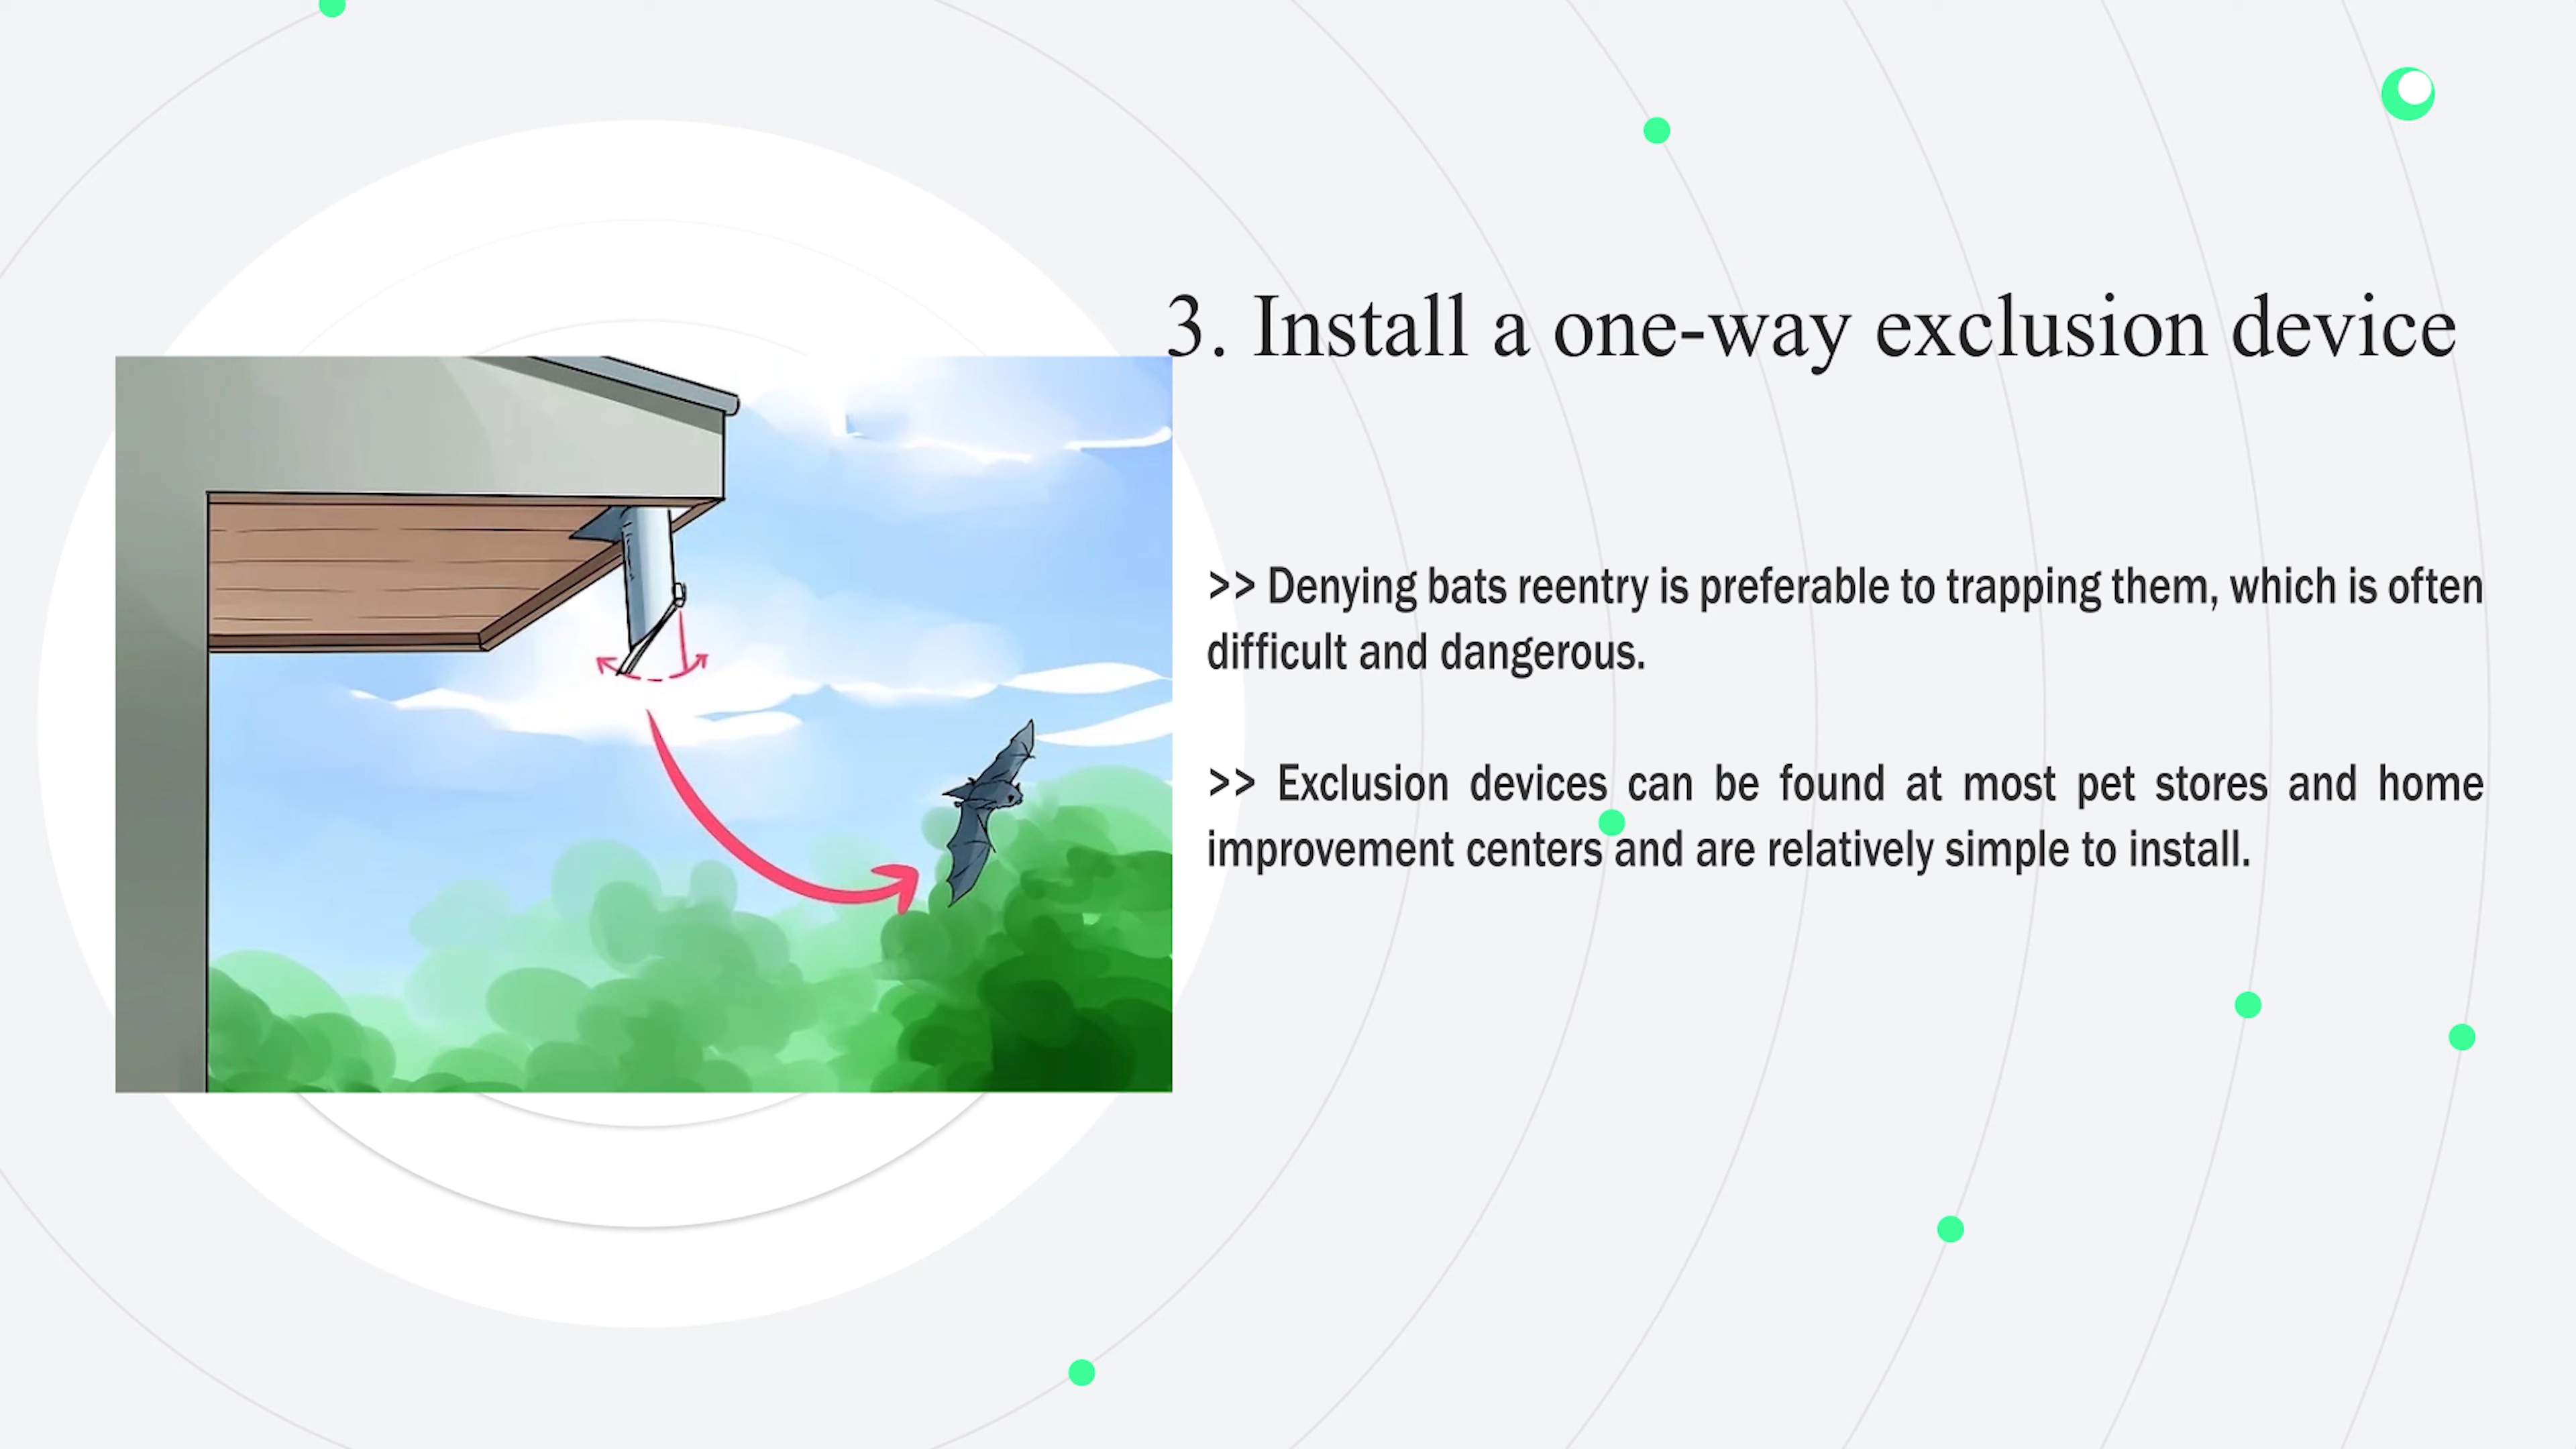 3. Install a one-way exclusion device
>> Denying bats reentry is preferable to trapping them, which is often
difficult and dangerous.
>> Exclusion devices can be found at most pet stores and home
improvement centers and are relatively simple to install.